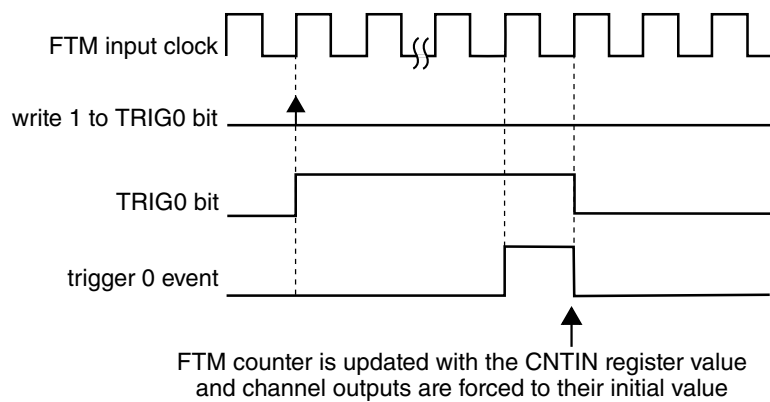 FTM input clock
write 1 to TRIG0 bit
TRIG0 bit
trigger 0 event
FTM counter is updated with the CNTIN register value
and channel outputs are forced to their initial value